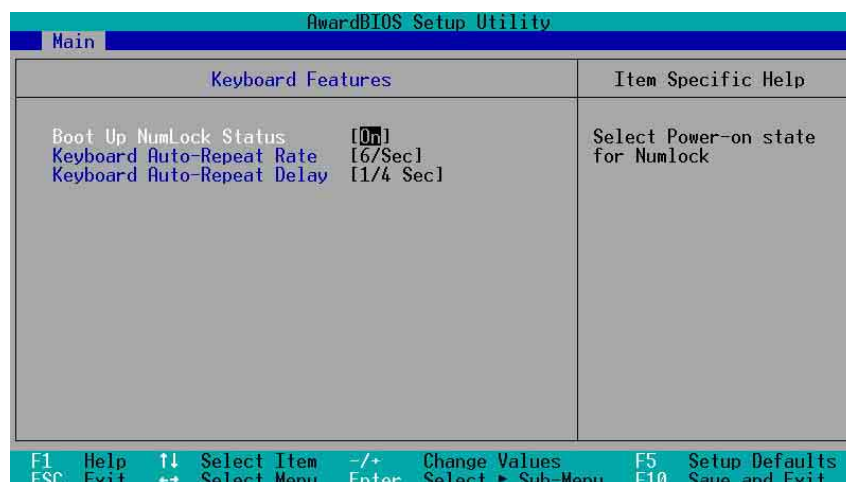 AwardBIOS Setup Utility
Main
Keyboard Features
Item Specific Help
Boot Up NumLock Status [On]
Keyboard Auto-Repeat Rate [6/Sec]
Keyboard Auto-Repeat Delay [1/4 Sec]
Select Power-on state
for Numlock
F1 Help ↑↓ Select Item -/+ Change Values F5 Setup Defaults
ESC Exit ←→ Select Menu Enter Select ► Sub-Menu F10 Save and Exit